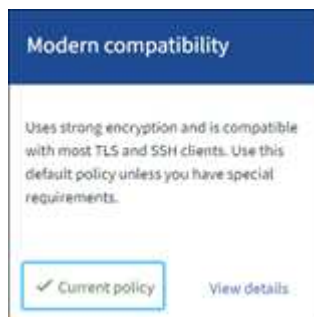 Modern compatibility
Uses strong encryption and is compatible
with most TLS and SSH clients. Use this
default policy unless you have special
requirements.
✓ Current policy
View details